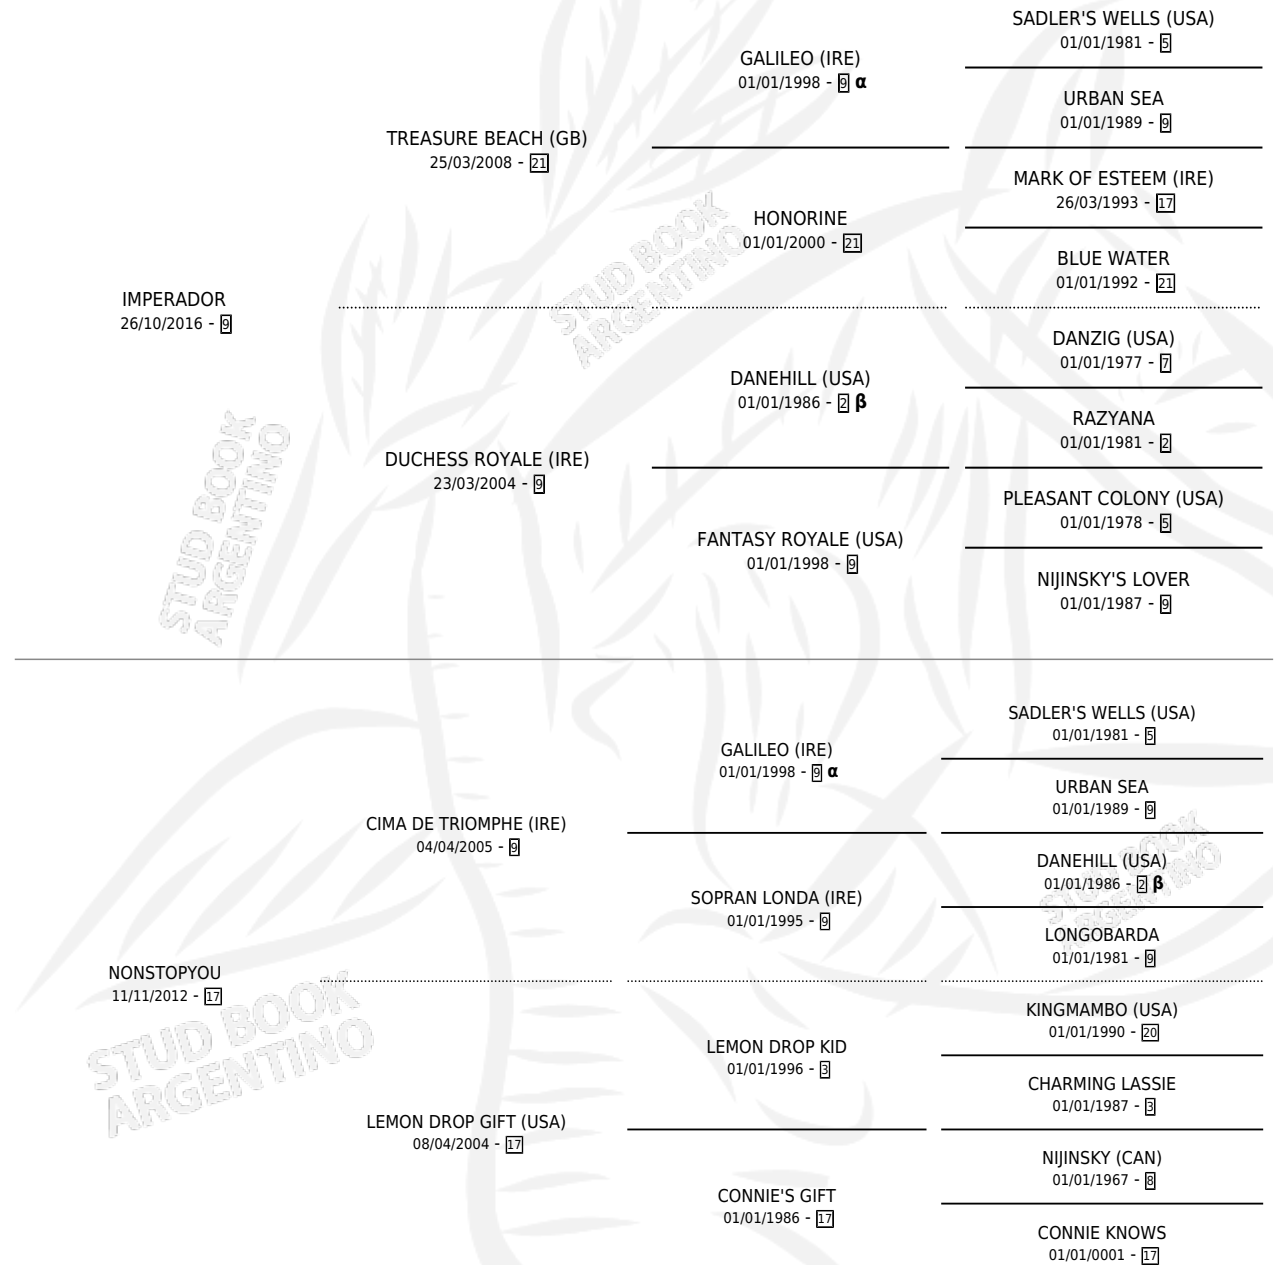 SADLER'S WELLS (USA)
01/01/1981 - 5
GALILEO (IRE)
01/01/1998 - 9 α
URBAN SEA
01/01/1989 - 9
TREASURE BEACH (GB)
25/03/2008 - 21
MARK OF ESTEEM (IRE)
26/03/1993 - 17
HONORINE
01/01/2000 - 21
BLUE WATER
01/01/1992 - 21
STUD BOOK
ARGENTINO
IMPERADOR
26/10/2016 - 9
DANZIG (USA)
01/01/1977 - 7
DANEHILL (USA)
01/01/1986 - 2 β
RAZYANA
01/01/1981 - 2
DUCHESS ROYALE (IRE)
23/03/2004 - 9
PLEASANT COLONY (USA)
01/01/1978 - 5
FANTASY ROYALE (USA)
01/01/1998 - 9
NIJINSKY'S LOVER
01/01/1987 - 9
STUD BOOK
ARGENTINO
SADLER'S WELLS (USA)
01/01/1981 - 5
GALILEO (IRE)
01/01/1998 - 9 α
URBAN SEA
01/01/1989 - 9
CIMA DE TRIOMPHE (IRE)
04/04/2005 - 9
DANEHILL (USA)
01/01/1986 - 2 β
STUD BOOK
ARGENTINO
SOPRAN LONDA (IRE)
01/01/1995 - 9
LONGOBARDA
01/01/1981 - 9
NONSTOPYOU
11/11/2012 - 17
STUD BOOK
ARGENTINO
KINGMAMBO (USA)
01/01/1990 - 20
LEMON DROP KID
01/01/1996 - 3
CHARMING LASSIE
01/01/1987 - 3
LEMON DROP GIFT (USA)
08/04/2004 - 17
NIJINSKY (CAN)
01/01/1967 - 8
CONNIE'S GIFT
01/01/1986 - 17
CONNIE KNOWS
01/01/0001 - 17